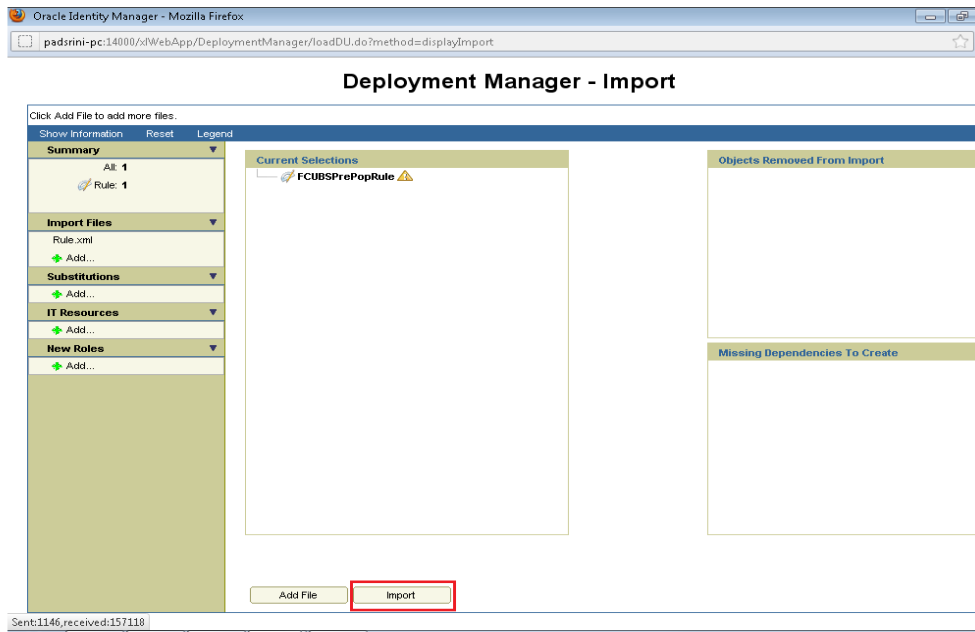 Oracle Identity Manager - Mozilla Firefox
padsrini-pc:14000/xlWebApp/DeploymentManager/loadDU.do?method=displayImport
Deployment Manager - Import
Click Add File to add more files.
Show Information Reset Legend
Summary
All: 1
Rule: 1
Import Files
Rule.xml
Add...
Substitutions
Add...
IT Resources
Add...
New Roles
Add...
Current Selections
FCUBSPrePopRule
Objects Removed From Import
Missing Dependencies To Create
Add File Import
Sent:1146,received:157118